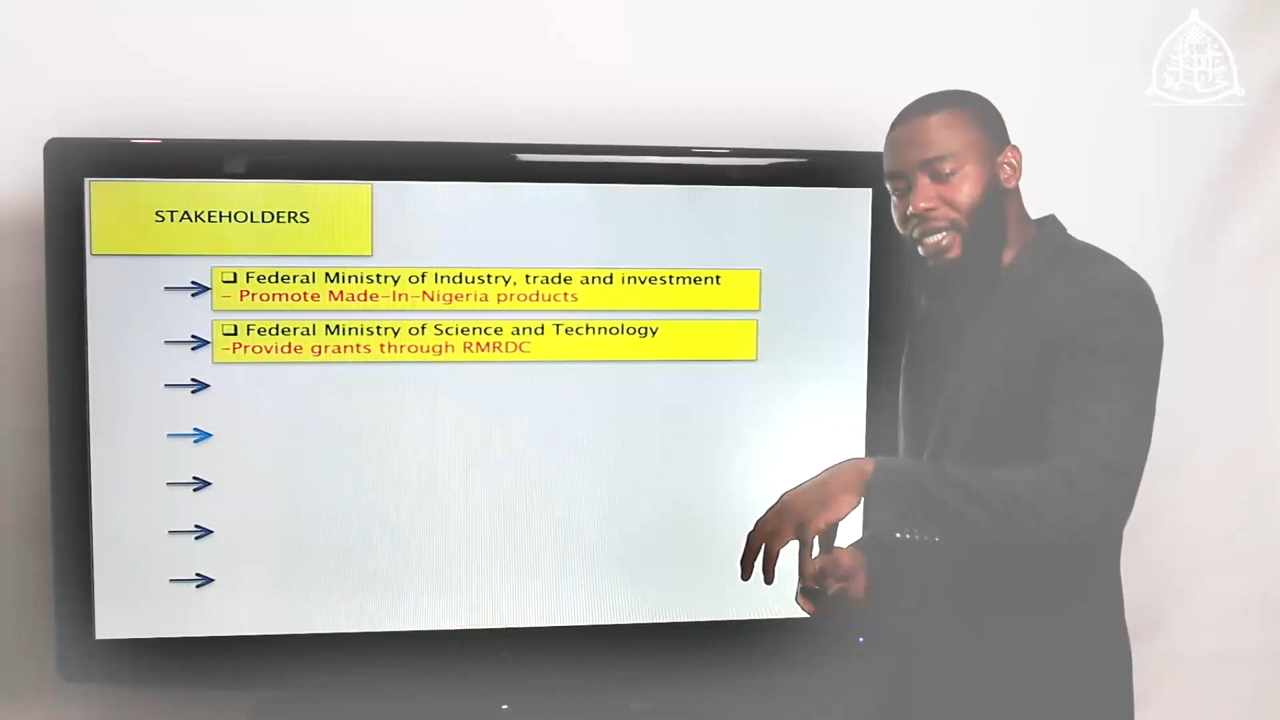 STAKEHOLDERS
❑ Federal Ministry of Industry, trade and investment
– Promote Made–In–Nigeria products
❑ Federal Ministry of Science and Technology
–Provide grants through RMRDC